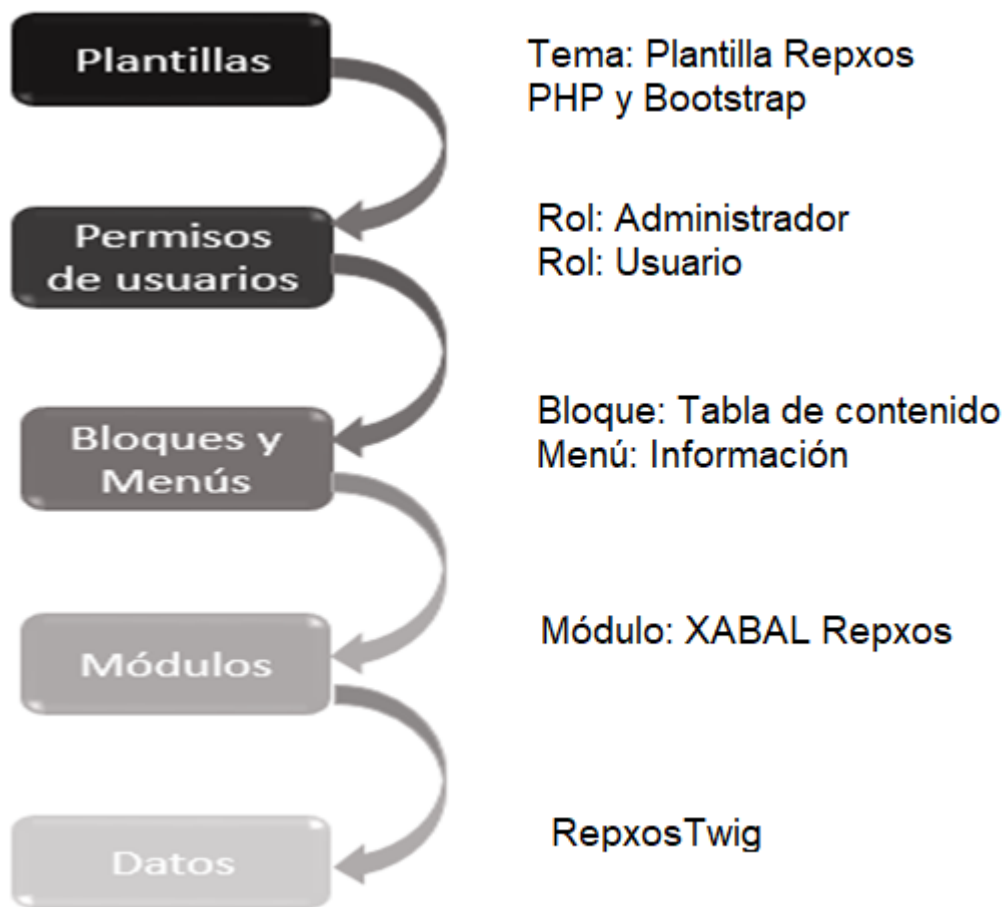 Plantillas
Tema: Plantilla Repxos
PHP y Bootstrap
Permisos
de usuarios
Rol: Administrador
Rol: Usuario
Bloques y
Menús
Bloque: Tabla de contenido
Menú: Información
Módulos
Módulo: XABAL Repxos
Datos
RepxosTwig